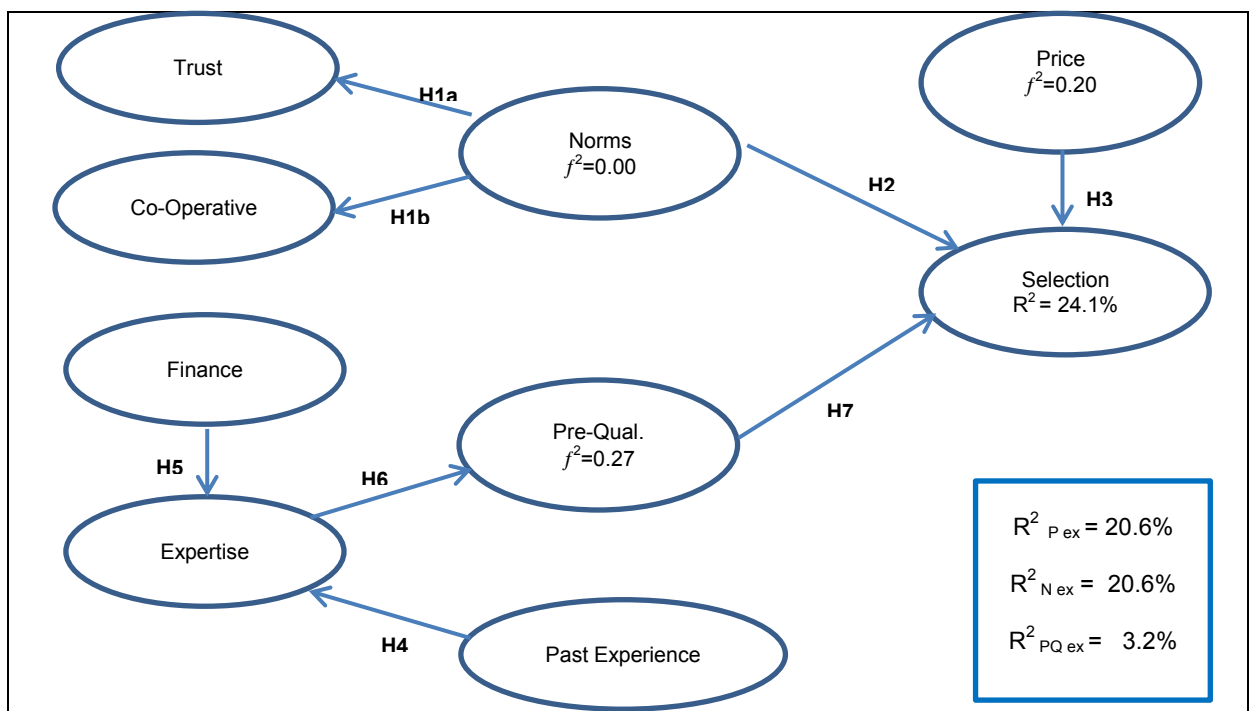 Trust
H1a
Norms
f²=0.00
Price
f²=0.20
Co-Operative
H1b
H2
H3
Selection
R² = 24.1%
Finance
H5
H6
Pre-Qual.
f²=0.27
H7
Expertise
H4
Past Experience
R² P ex = 20.6%
R² N ex = 20.6%
R² PQ ex = 3.2%